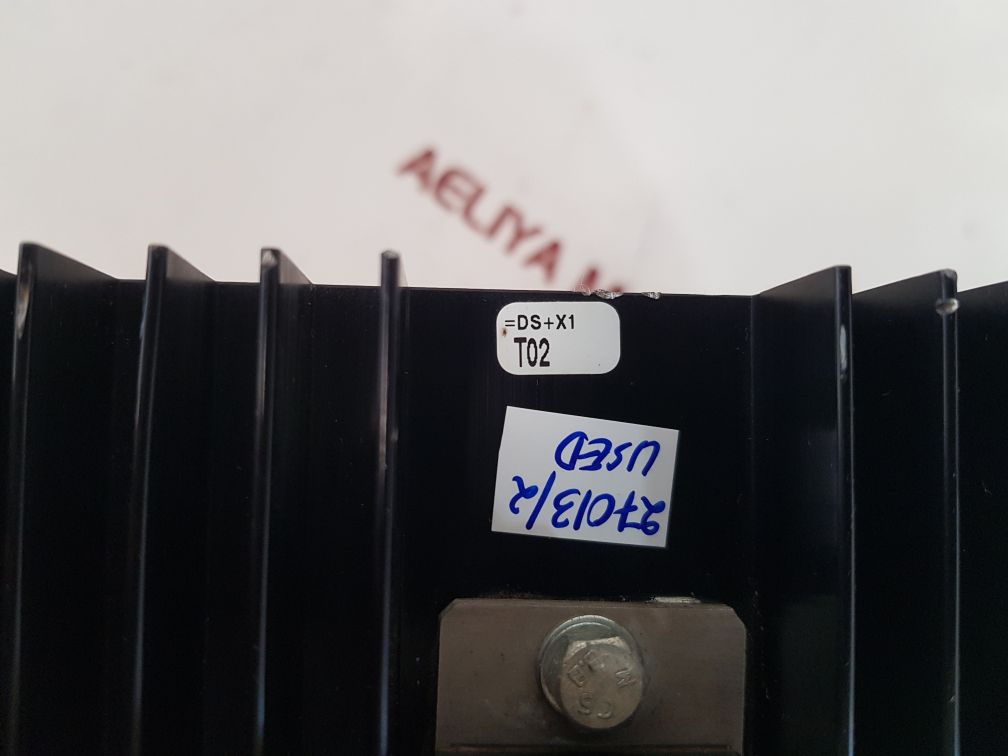 AELIYA
=DS+X1
T02
27013/2
USED